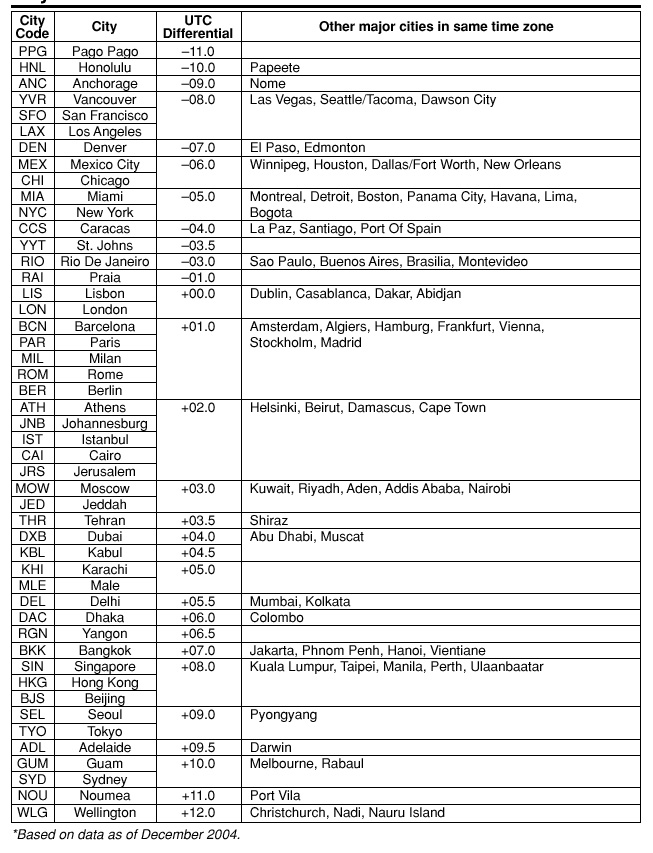 City Code City UTC Differential Other major cities in same time zone
PPG Pago Pago –11.0
HNL Honolulu –10.0 Papeete
ANC Anchorage –09.0 Nome
YVR Vancouver –08.0 Las Vegas, Seattle/Tacoma, Dawson City
SFO San Francisco
LAX Los Angeles
DEN Denver –07.0 El Paso, Edmonton
MEX Mexico City –06.0 Winnipeg, Houston, Dallas/Fort Worth, New Orleans
CHI Chicago
MIA Miami –05.0 Montreal, Detroit, Boston, Panama City, Havana, Lima,
NYC New York Bogota
CCS Caracas –04.0 La Paz, Santiago, Port Of Spain
YYT St. Johns –03.5
RIO Rio De Janeiro –03.0 Sao Paulo, Buenos Aires, Brasilia, Montevideo
RAI Praia –01.0
LIS Lisbon +00.0 Dublin, Casablanca, Dakar, Abidjan
LON London
BCN Barcelona +01.0 Amsterdam, Algiers, Hamburg, Frankfurt, Vienna,
PAR Paris Stockholm, Madrid
MIL Milan
ROM Rome
BER Berlin
ATH Athens +02.0 Helsinki, Beirut, Damascus, Cape Town
JNB Johannesburg
IST Istanbul
CAI Cairo
JRS Jerusalem
MOW Moscow +03.0 Kuwait, Riyadh, Aden, Addis Ababa, Nairobi
JED Jeddah
THR Tehran +03.5 Shiraz
DXB Dubai +04.0 Abu Dhabi, Muscat
KBL Kabul +04.5
KHI Karachi +05.0
MLE Male
DEL Delhi +05.5 Mumbai, Kolkata
DAC Dhaka +06.0 Colombo
RGN Yangon +06.5
BKK Bangkok +07.0 Jakarta, Phnom Penh, Hanoi, Vientiane
SIN Singapore +08.0 Kuala Lumpur, Taipei, Manila, Perth, Ulaanbaatar
HKG Hong Kong
BJS Beijing
SEL Seoul +09.0 Pyongyang
TYO Tokyo
ADL Adelaide +09.5 Darwin
GUM Guam +10.0 Melbourne, Rabaul
SYD Sydney
NOU Noumea +11.0 Port Vila
WLG Wellington +12.0 Christchurch, Nadi, Nauru Island
*Based on data as of December 2004.